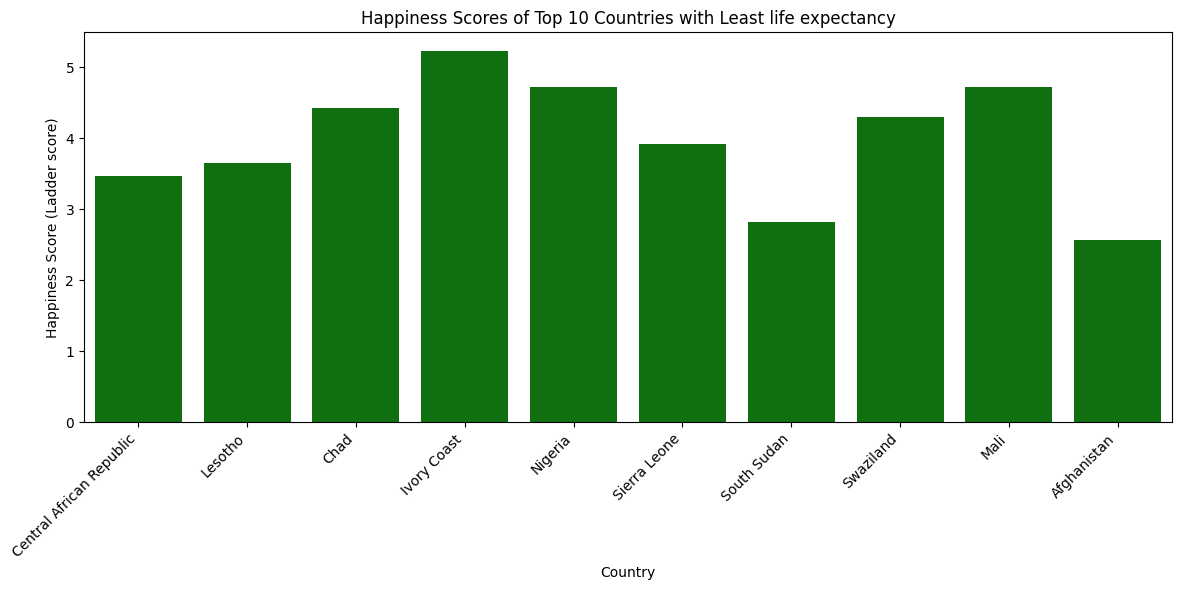 Happiness Scores of Top 10 Countries with Least life expectancy
Happiness Score (Ladder score)
5
4
3
2
1
0
Central African Republic
Lesotho
Chad
Ivory Coast
Nigeria
Sierra Leone
South Sudan
Swaziland
Mali
Afghanistan
Country